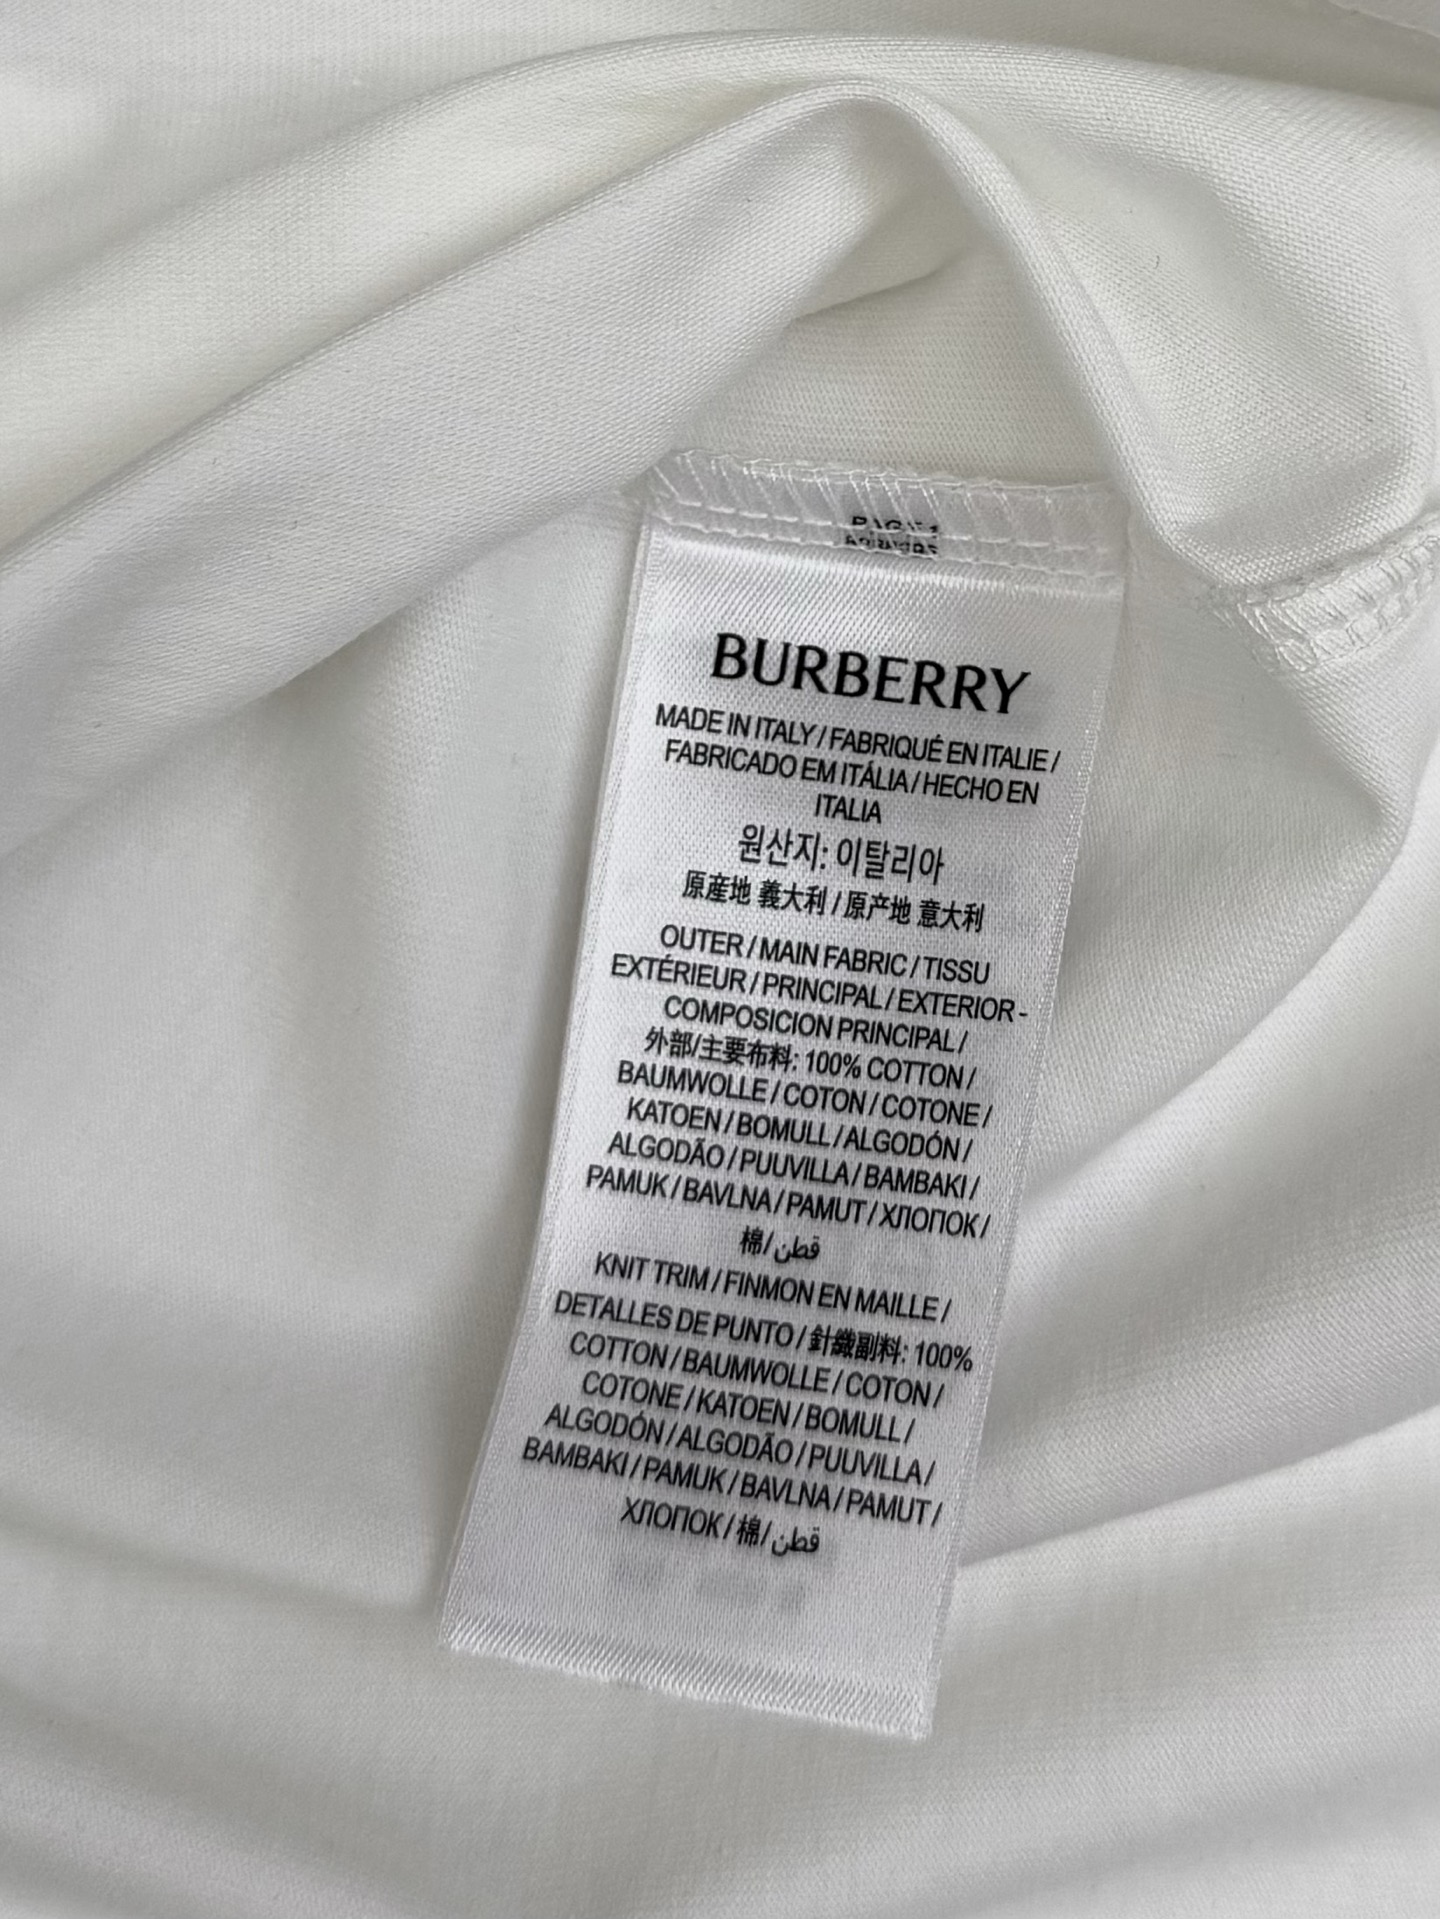 BURBERRY
MADE IN ITALY / FABRIQUÉ EN ITALIE /
FABRICADO EM ITÁLIA / HECHO EN
ITALIA
원산지: 이탈리아
原産地 義大利 / 原产地 意大利
OUTER / MAIN FABRIC / TISSU
EXTÉRIEUR / PRINCIPAL / EXTERIOR -
COMPOSICION PRINCIPAL /
外部/主要布料: 100% COTTON /
BAUMWOLLE / COTON / COTONE /
KATOEN / BOMULL / ALGODÓN /
ALGODÃO / PUUVILLA / BAMBAKI /
PAMUK / BAVLNA / PAMUT / ХЛОПОК /
棉/قطن
KNIT TRIM / FINMON EN MAILLE /
DETALLES DE PUNTO / 針織副料: 100%
COTTON / BAUMWOLLE / COTON /
COTONE / KATOEN / BOMULL /
ALGODÓN / ALGODÃO / PUUVILLA /
BAMBAKI / PAMUK / BAVLNA / PAMUT /
ХЛОПОК / 棉/قطن